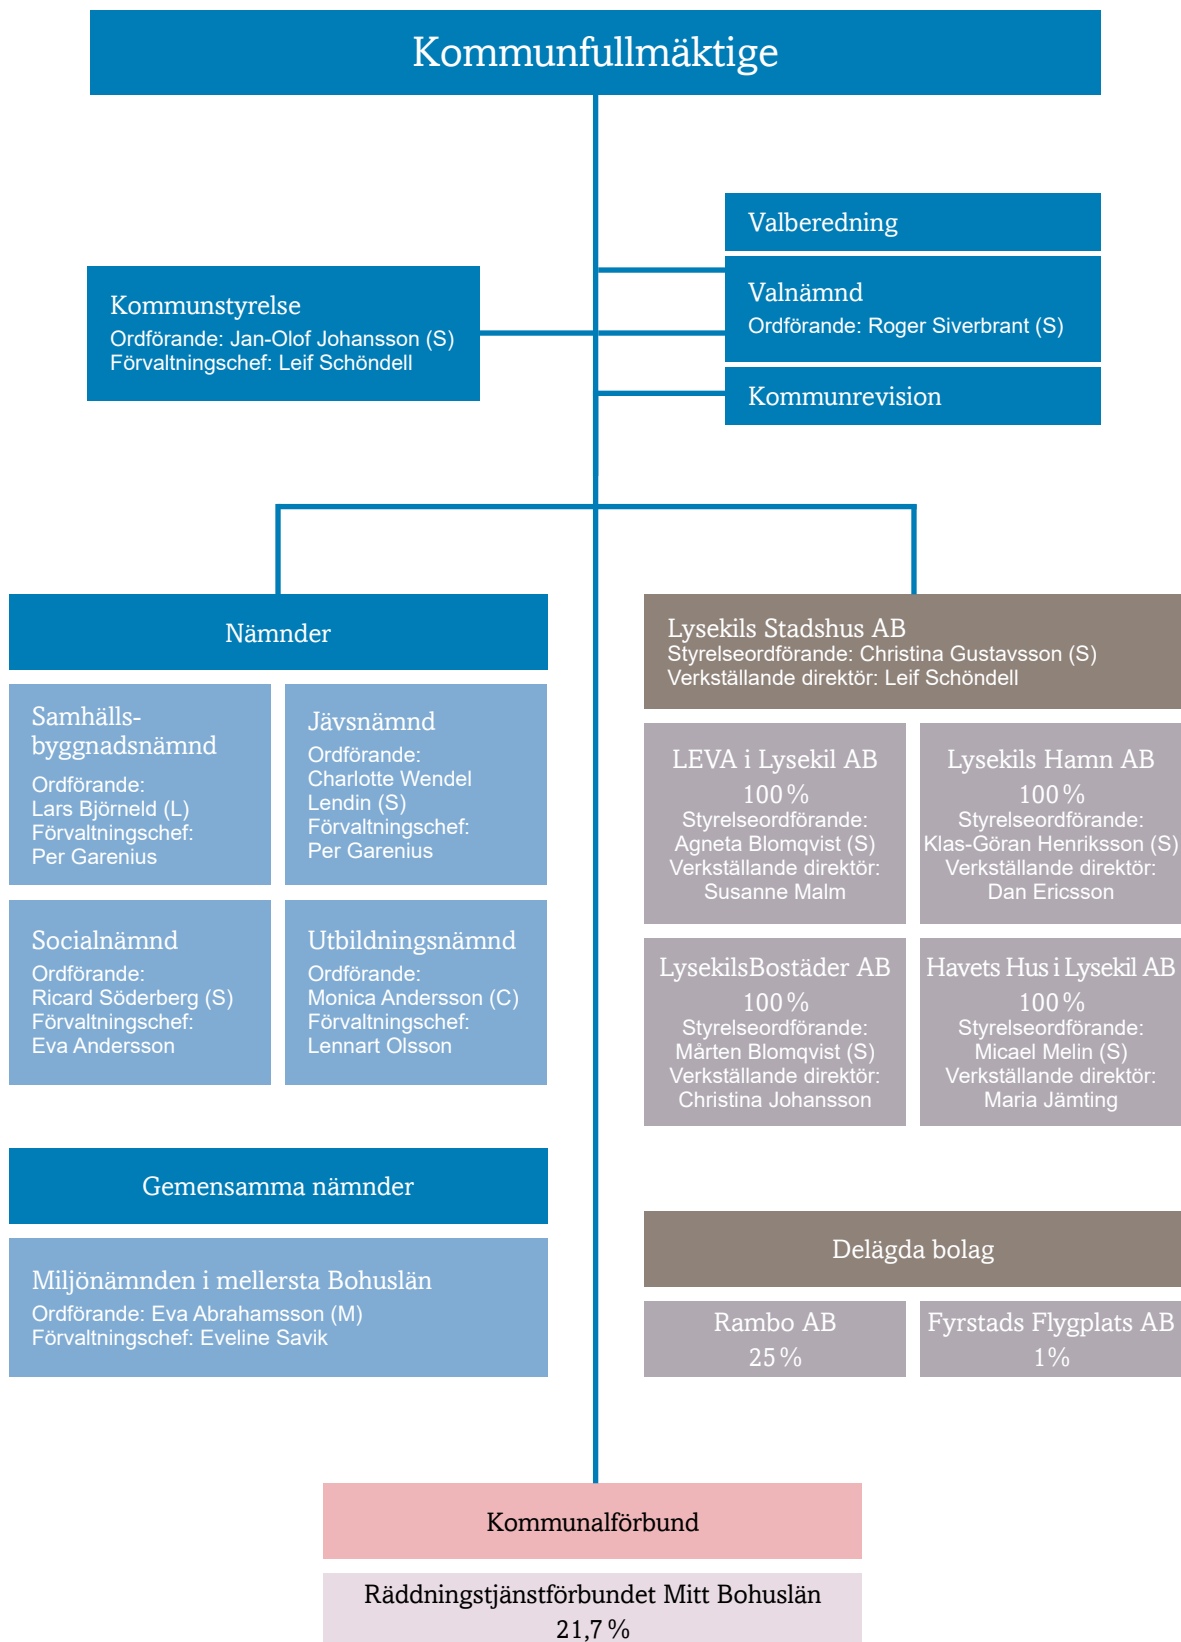 Kommunfullmäktige
Valberedning
Kommunstyrelse
Ordförande: Jan-Olof Johansson (S)
Förvaltningschef: Leif Schöndell
Valnämnd
Ordförande: Roger Siverbrant (S)
Kommunrevision
Nämnder
Samhälls-
byggnadsnämnd
Ordförande:
Lars Björneld (L)
Förvaltningschef:
Per Garenius
Jävsnämnd
Ordförande:
Charlotte Wendel
Lendin (S)
Förvaltningschef:
Per Garenius
Socialnämnd
Ordförande:
Ricard Söderberg (S)
Förvaltningschef:
Eva Andersson
Utbildningsnämnd
Ordförande:
Monica Andersson (C)
Förvaltningschef:
Lennart Olsson
Gemensamma nämnder
Miljönämnden i mellersta Bohuslän
Ordförande: Eva Abrahamsson (M)
Förvaltningschef: Eveline Savik
Lysekils Stadshus AB
Styrelseordförande: Christina Gustavsson (S)
Verkställande direktör: Leif Schöndell
LEVA i Lysekil AB
100 %
Styrelseordförande:
Agneta Blomqvist (S)
Verkställande direktör:
Susanne Malm
Lysekils Hamn AB
100 %
Styrelseordförande:
Klas-Göran Henriksson (S)
Verkställande direktör:
Dan Ericsson
LysekilsBostäder AB
100 %
Styrelseordförande:
Mårten Blomqvist (S)
Verkställande direktör:
Christina Johansson
Havets Hus i Lysekil AB
100 %
Styrelseordförande:
Micael Melin (S)
Verkställande direktör:
Maria Jämting
Delägda bolag
Rambo AB
25 %
Fyrstads Flygplats AB
1%
Kommunalförbund
Räddningstjänstförbundet Mitt Bohuslän
21,7 %